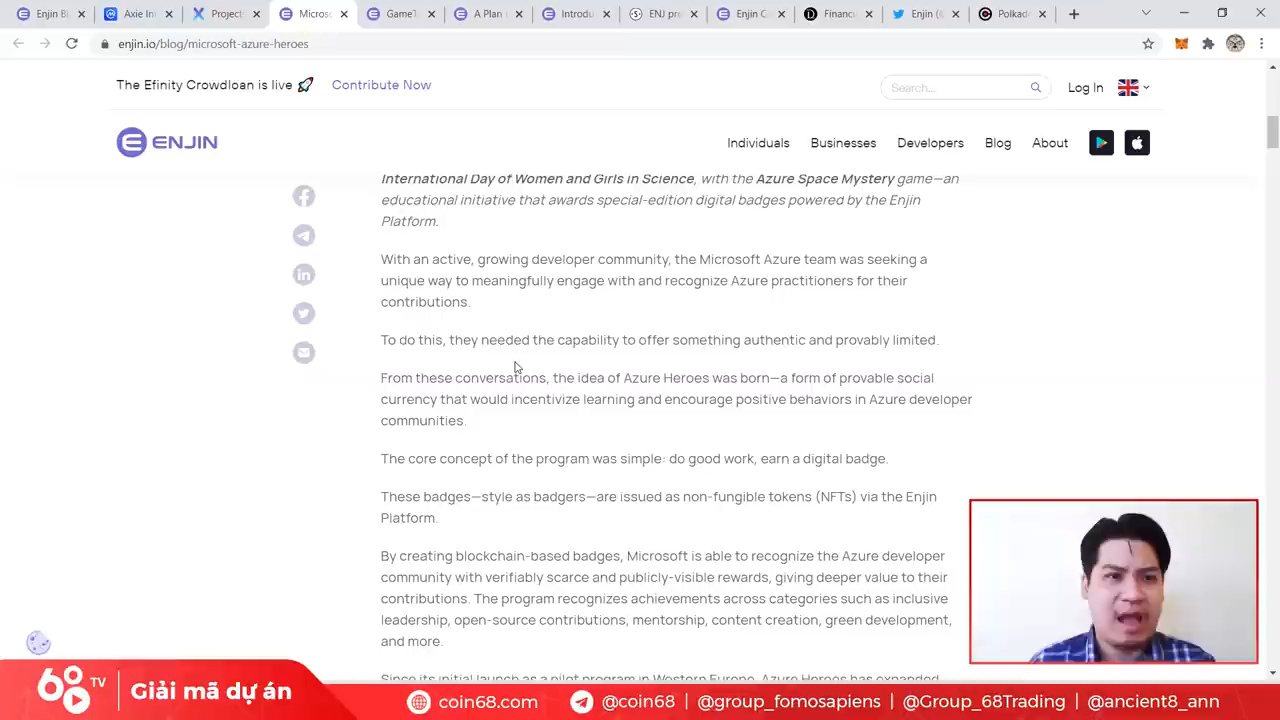 Enjin B
Axie In
Project
Micros
GameT
A Plan
Introdu
ENJ pr
Enjin C
Financi
Enjin (
Polkad
enjin.io/blog/microsoft-azure-heroes
The Efinity Crowdloan is live 🚀 Contribute Now
Search...
Log In
ENJIN
Individuals Businesses Developers Blog About
International Day of Women and Girls in Science, with the Azure Space Mystery game—an
educational initiative that awards special-edition digital badges powered by the Enjin
Platform.
With an active, growing developer community, the Microsoft Azure team was seeking a
unique way to meaningfully engage with and recognize Azure practitioners for their
contributions.
To do this, they needed the capability to offer something authentic and provably limited.
From these conversations, the idea of Azure Heroes was born—a form of provable social
currency that would incentivize learning and encourage positive behaviors in Azure developer
communities.
The core concept of the program was simple: do good work, earn a digital badge.
These badges—style as badgers—are issued as non-fungible tokens (NFTs) via the Enjin
Platform.
By creating blockchain-based badges, Microsoft is able to recognize the Azure developer
community with verifiably scarce and publicly-visible rewards, giving deeper value to their
contributions. The program recognizes achievements across categories such as inclusive
leadership, open-source contributions, mentorship, content creation, green development,
and more.
Since its initial launch as a pilot program in Western Europe, Azure Heroes has expanded
68 TV
Giải mã dự án
coin68.com
@coin68 | @group_fomosapiens | @Group_68Trading | @ancient8_ann